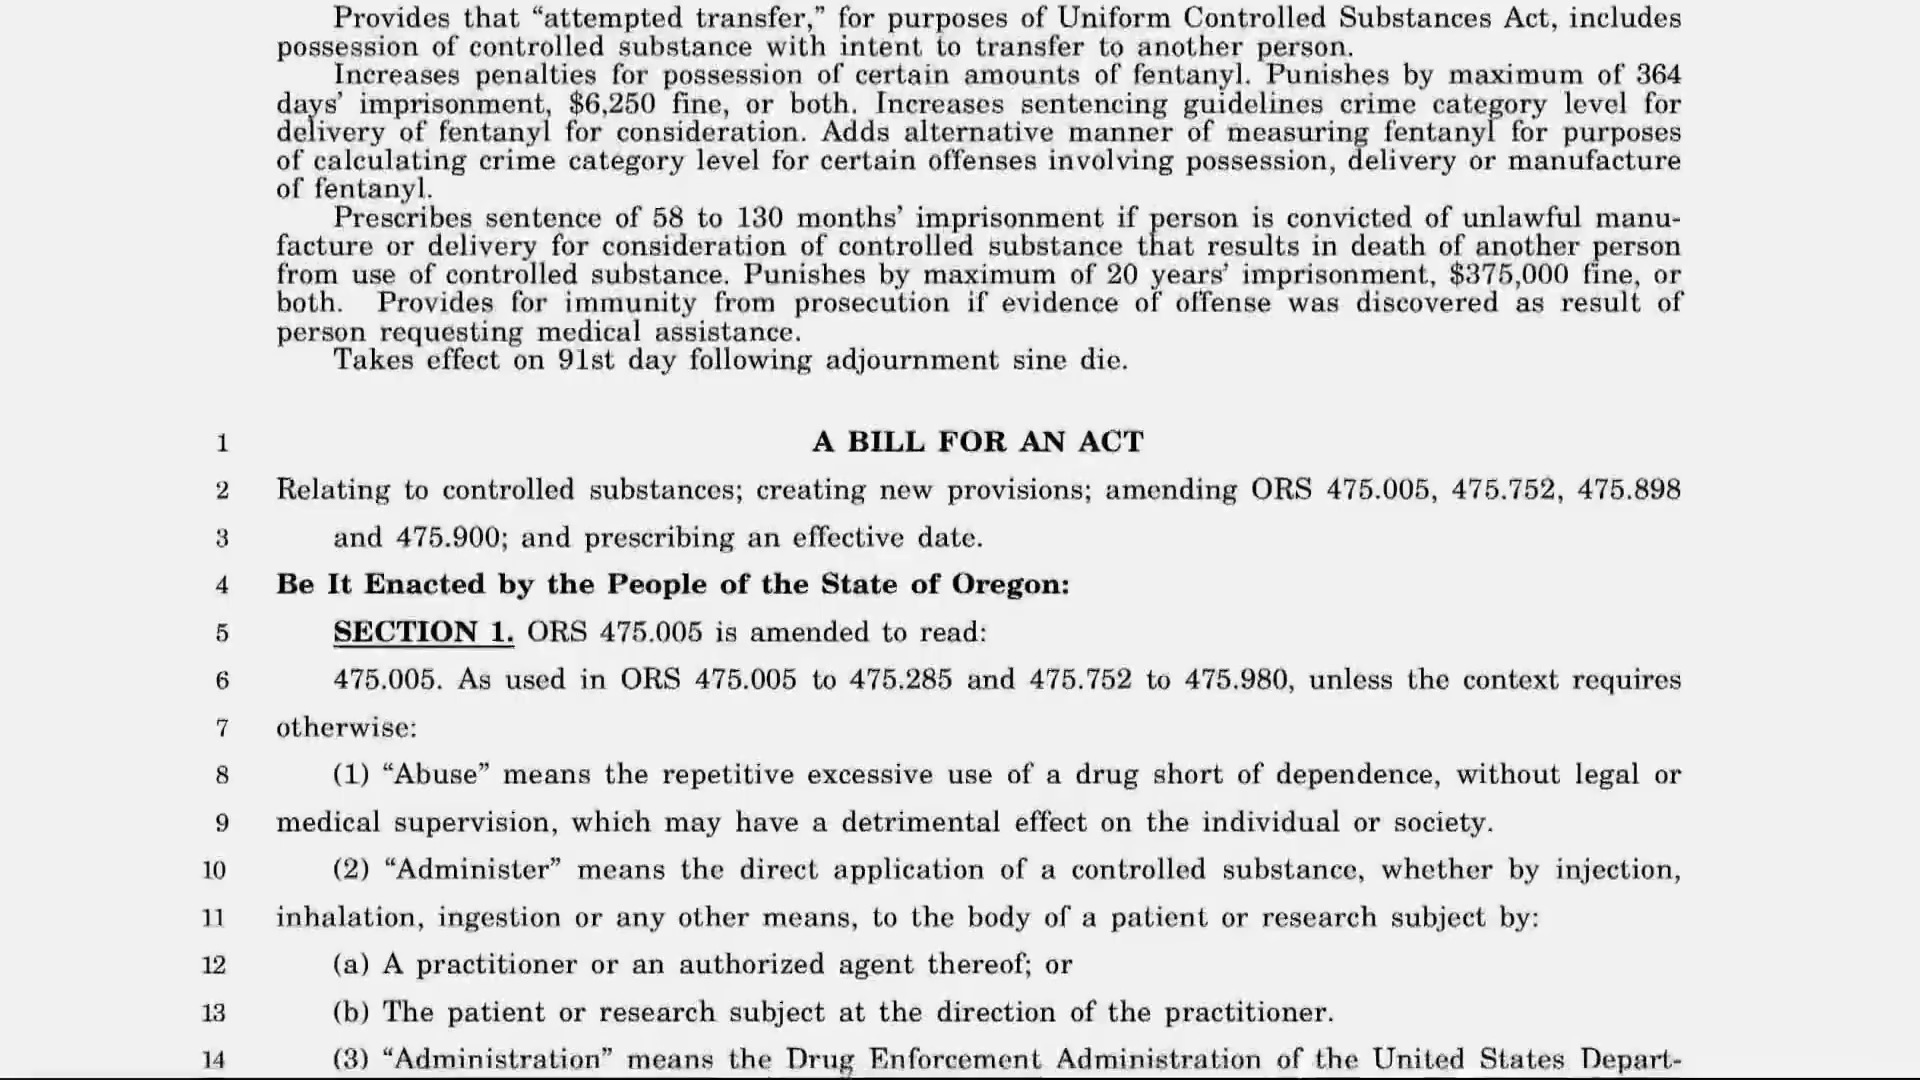 Provides that “attempted transfer,” for purposes of Uniform Controlled Substances Act, includes
possession of controlled substance with intent to transfer to another person.
Increases penalties for possession of certain amounts of fentanyl. Punishes by maximum of 364
days’ imprisonment, $6,250 fine, or both. Increases sentencing guidelines crime category level for
delivery of fentanyl for consideration. Adds alternative manner of measuring fentanyl for purposes
of calculating crime category level for certain offenses involving possession, delivery or manufacture
of fentanyl.
Prescribes sentence of 58 to 130 months’ imprisonment if person is convicted of unlawful manu-
facture or delivery for consideration of controlled substance that results in death of another person
from use of controlled substance. Punishes by maximum of 20 years’ imprisonment, $375,000 fine, or
both. Provides for immunity from prosecution if evidence of offense was discovered as result of
person requesting medical assistance.
Takes effect on 91st day following adjournment sine die.
1 A BILL FOR AN ACT
2 Relating to controlled substances; creating new provisions; amending ORS 475.005, 475.752, 475.898
3 and 475.900; and prescribing an effective date.
4 Be It Enacted by the People of the State of Oregon:
5 SECTION 1. ORS 475.005 is amended to read:
6 475.005. As used in ORS 475.005 to 475.285 and 475.752 to 475.980, unless the context requires
7 otherwise:
8 (1) “Abuse” means the repetitive excessive use of a drug short of dependence, without legal or
9 medical supervision, which may have a detrimental effect on the individual or society.
10 (2) “Administer” means the direct application of a controlled substance, whether by injection,
11 inhalation, ingestion or any other means, to the body of a patient or research subject by:
12 (a) A practitioner or an authorized agent thereof; or
13 (b) The patient or research subject at the direction of the practitioner.
14 (3) “Administration” means the Drug Enforcement Administration of the United States Depart-